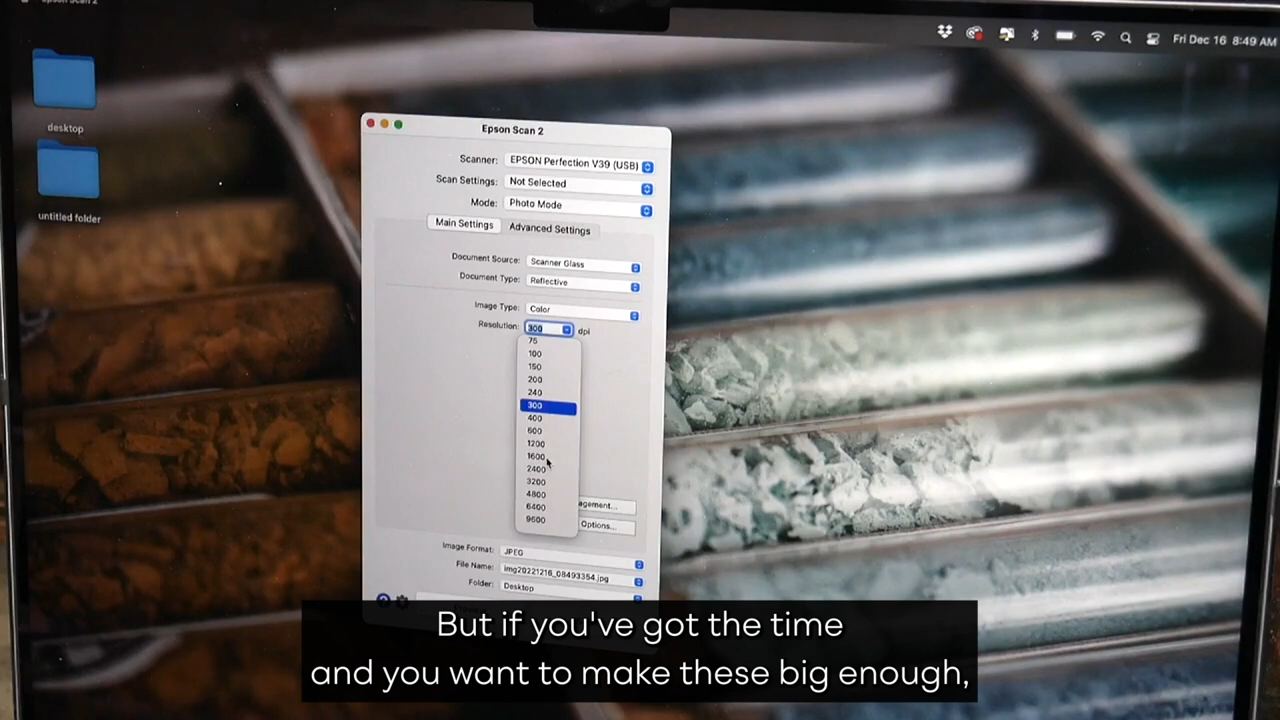 Epson Scan 2
Fri Dec 16 8:49 AM
desktop
untitled folder
Epson Scan 2
Scanner: EPSON Perfection V39 (USB)
Scan Settings: Not Selected
Mode: Photo Mode
Main Settings Advanced Settings
Document Source: Scanner Glass
Document Type: Reflective
Image Type: Color
Resolution: 300 dpi
75
100
150
200
240
300
400
600
1200
1600
2400
3200
4800
6400
9600
agement...
Options...
Image Format: JPEG
File Name: img20221216_08493354.jpg
Folder: Desktop
But if you've got the time
and you want to make these big enough,